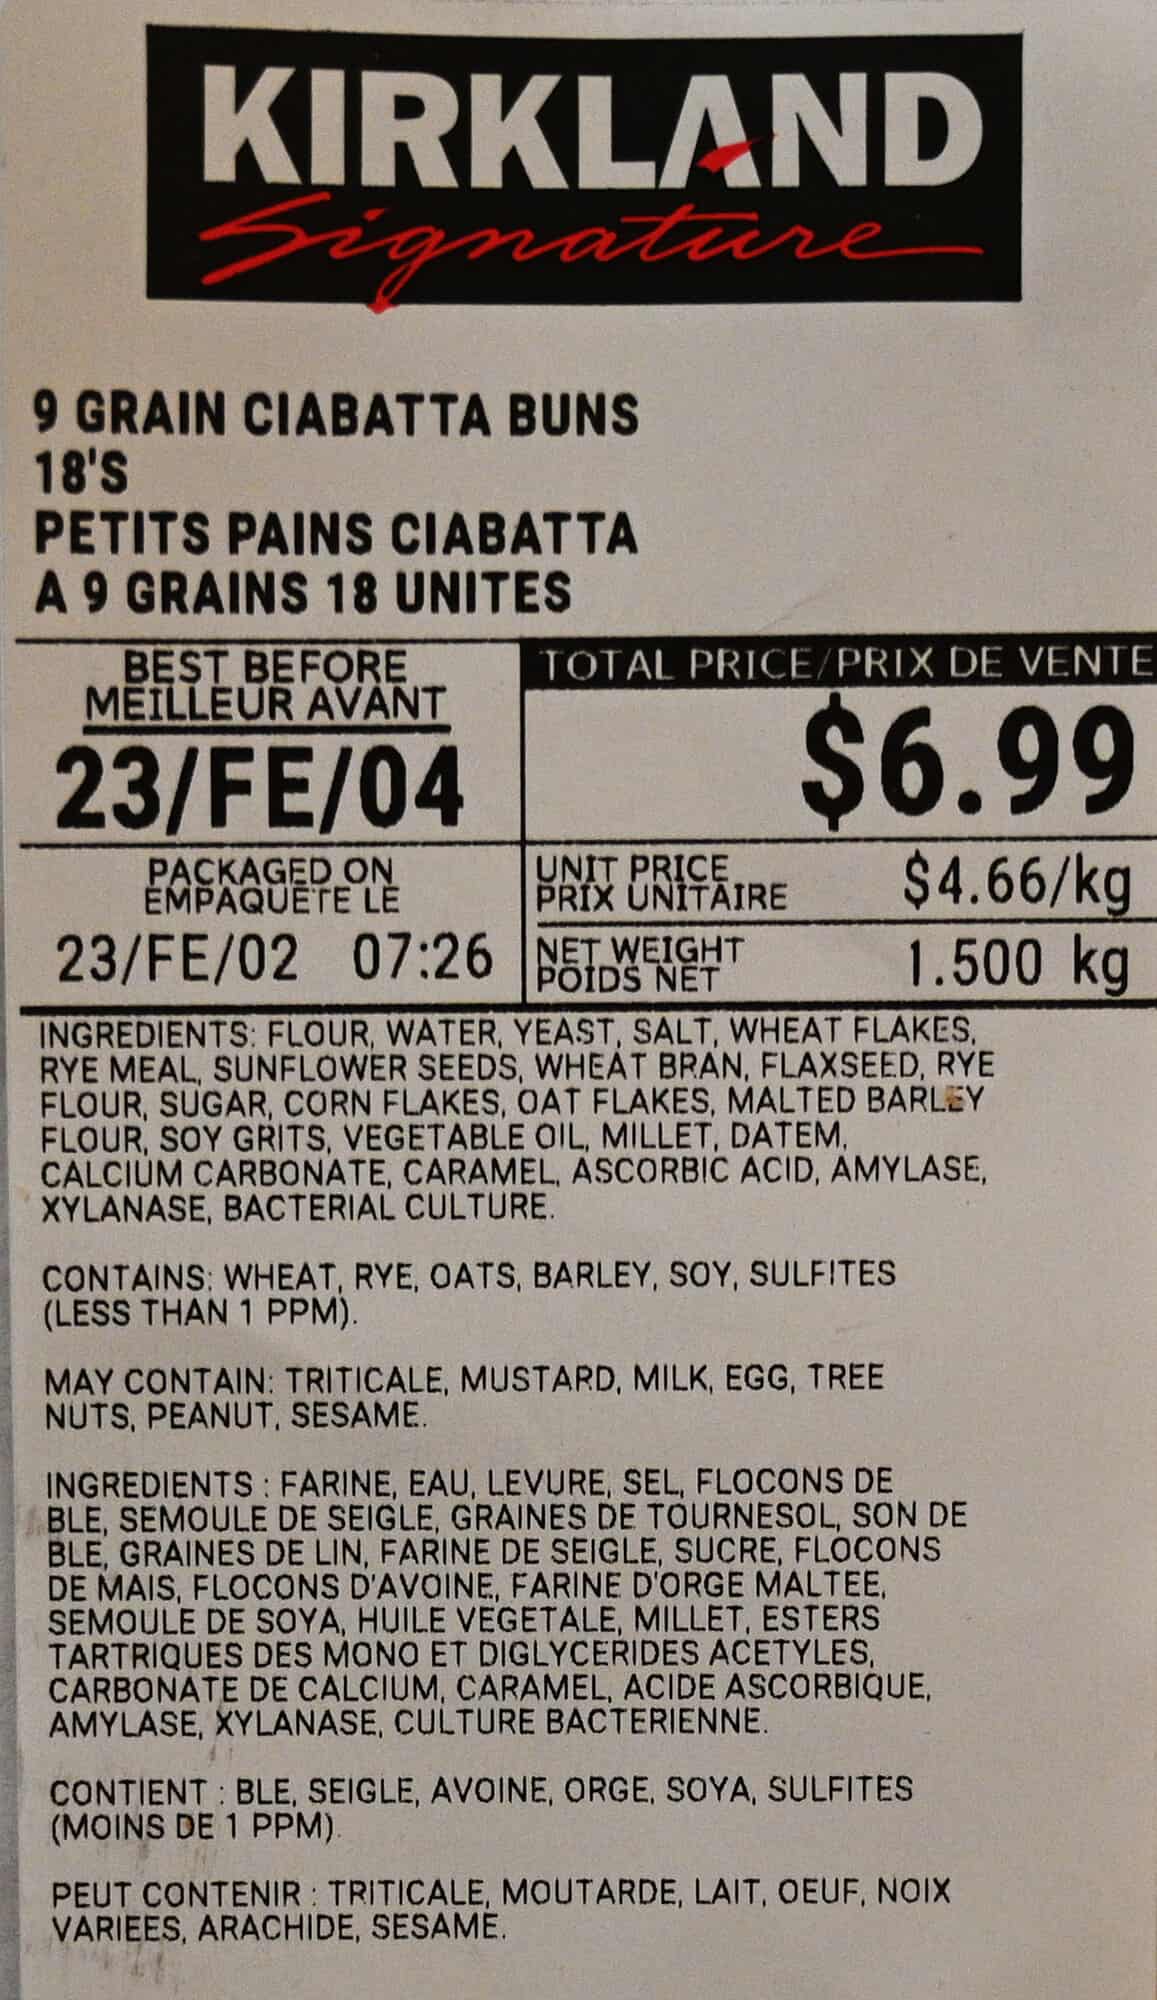 KIRKLAND
Signature
9 GRAIN CIABATTA BUNS
18'S
PETITS PAINS CIABATTA
A 9 GRAINS 18 UNITES
BEST BEFORE
MEILLEUR AVANT
23/FE/04
TOTAL PRICE/PRIX DE VENTE
$6.99
PACKAGED ON
EMPAQUETE LE
23/FE/02 07:26
UNIT PRICE
PRIX UNITAIRE
$4.66/kg
NET WEIGHT
POIDS NET
1.500 kg
INGREDIENTS: FLOUR, WATER, YEAST, SALT, WHEAT FLAKES,
RYE MEAL, SUNFLOWER SEEDS, WHEAT BRAN, FLAXSEED, RYE
FLOUR, SUGAR, CORN FLAKES, OAT FLAKES, MALTED BARLEY
FLOUR, SOY GRITS, VEGETABLE OIL, MILLET, DATEM,
CALCIUM CARBONATE, CARAMEL, ASCORBIC ACID, AMYLASE,
XYLANASE, BACTERIAL CULTURE.
CONTAINS: WHEAT, RYE, OATS, BARLEY, SOY, SULFITES
(LESS THAN 1 PPM).
MAY CONTAIN: TRITICALE, MUSTARD, MILK, EGG, TREE
NUTS, PEANUT, SESAME.
INGREDIENTS : FARINE, EAU, LEVURE, SEL, FLOCONS DE
BLE, SEMOULE DE SEIGLE, GRAINES DE TOURNESOL, SON DE
BLE, GRAINES DE LIN, FARINE DE SEIGLE, SUCRE, FLOCONS
DE MAIS, FLOCONS D'AVOINE, FARINE D'ORGE MALTEE,
SEMOULE DE SOYA, HUILE VEGETALE, MILLET, ESTERS
TARTRIQUES DES MONO ET DIGLYCERIDES ACETYLES,
CARBONATE DE CALCIUM, CARAMEL, ACIDE ASCORBIQUE,
AMYLASE, XYLANASE, CULTURE BACTERIENNE.
CONTIENT : BLE, SEIGLE, AVOINE, ORGE, SOYA, SULFITES
(MOINS DE 1 PPM).
PEUT CONTENIR : TRITICALE, MOUTARDE, LAIT, OEUF, NOIX
VARIEES, ARACHIDE, SESAME.